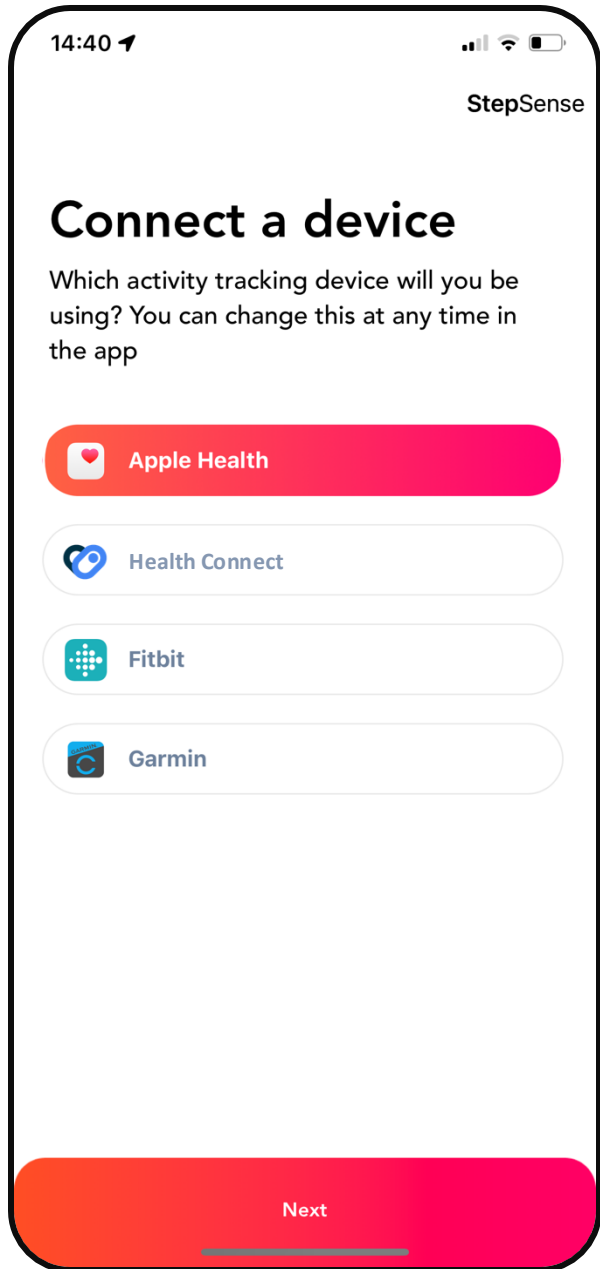 14:40
StepSense
Connect a device
Which activity tracking device will you be
using? You can change this at any time in
the app
Apple Health
Health Connect
Fitbit
GARMIN
Garmin
Next